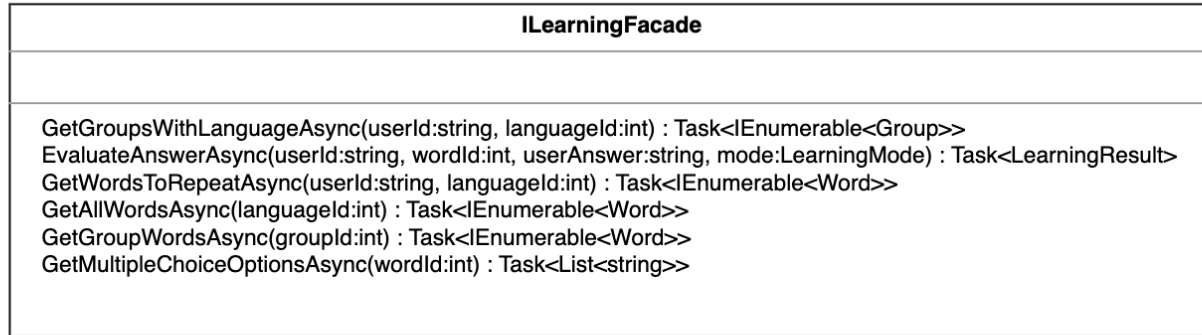 ILearningFacade
GetGroupsWithLanguageAsync(userId:string, languageId:int) : Task<IEnumerable<Group>>
EvaluateAnswerAsync(userId:string, wordId:int, userAnswer:string, mode:LearningMode) : Task<LearningResult>
GetWordsToRepeatAsync(userId:string, languageId:int) : Task<IEnumerable<Word>>
GetAllWordsAsync(languageId:int) : Task<IEnumerable<Word>>
GetGroupWordsAsync(groupId:int) : Task<IEnumerable<Word>>
GetMultipleChoiceOptionsAsync(wordId:int) : Task<List<string>>